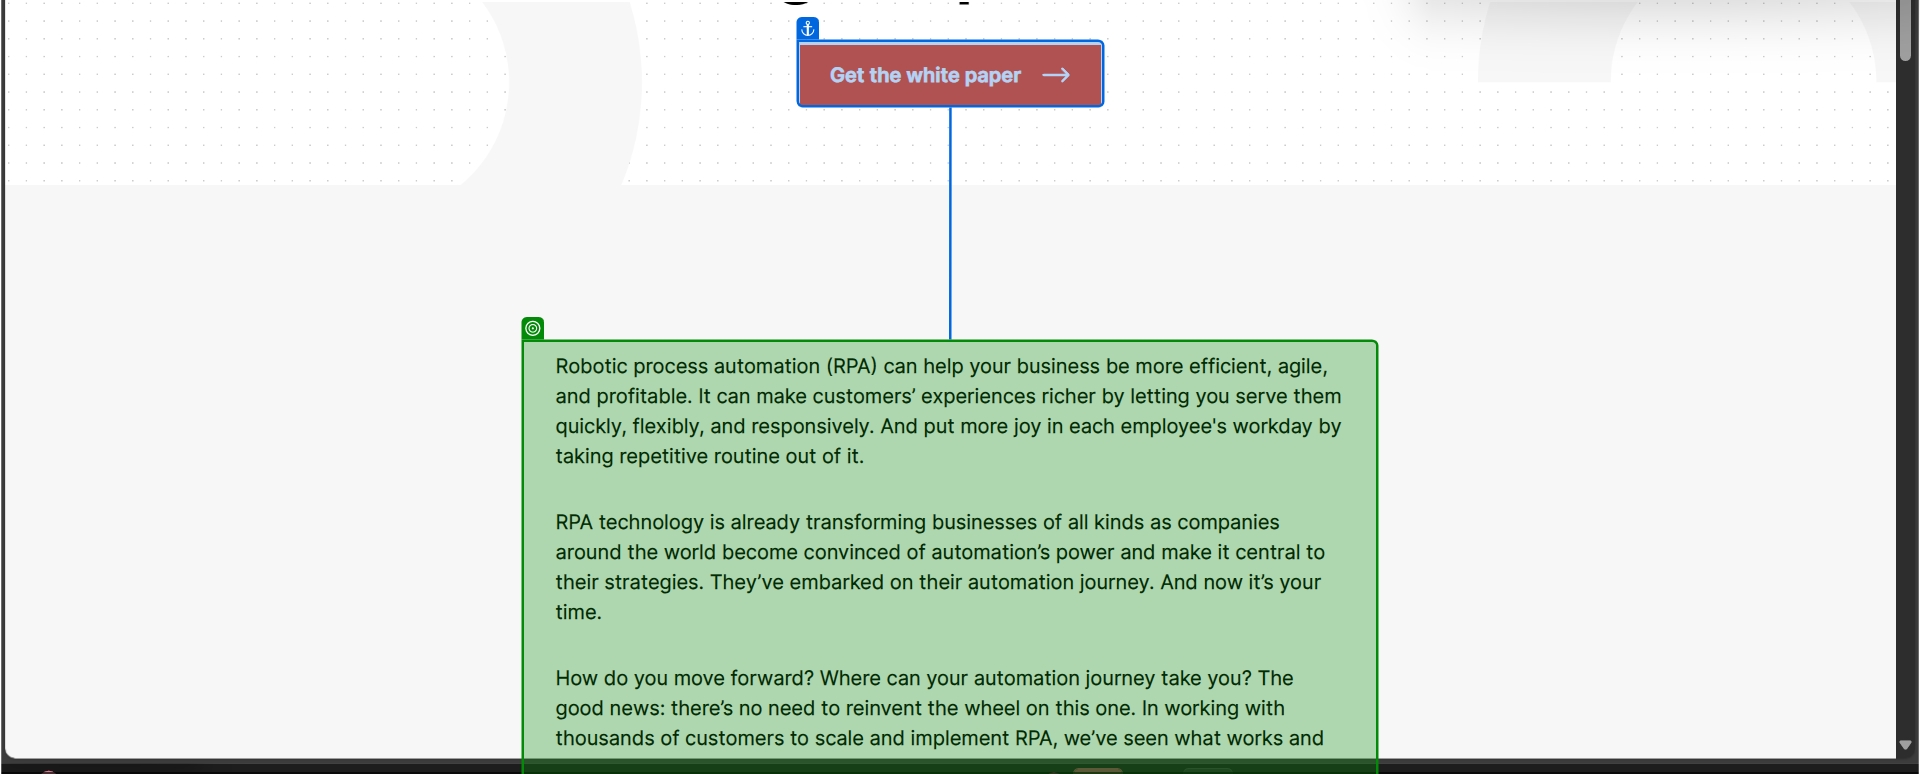 Get the white paper
Robotic process automation (RPA) can help your business be more efficient, agile,
and profitable. It can make customers’ experiences richer by letting you serve them
quickly, flexibly, and responsively. And put more joy in each employee's workday by
taking repetitive routine out of it.
RPA technology is already transforming businesses of all kinds as companies
around the world become convinced of automation’s power and make it central to
their strategies. They’ve embarked on their automation journey. And now it’s your
time.
How do you move forward? Where can your automation journey take you? The
good news: there’s no need to reinvent the wheel on this one. In working with
thousands of customers to scale and implement RPA, we’ve seen what works and